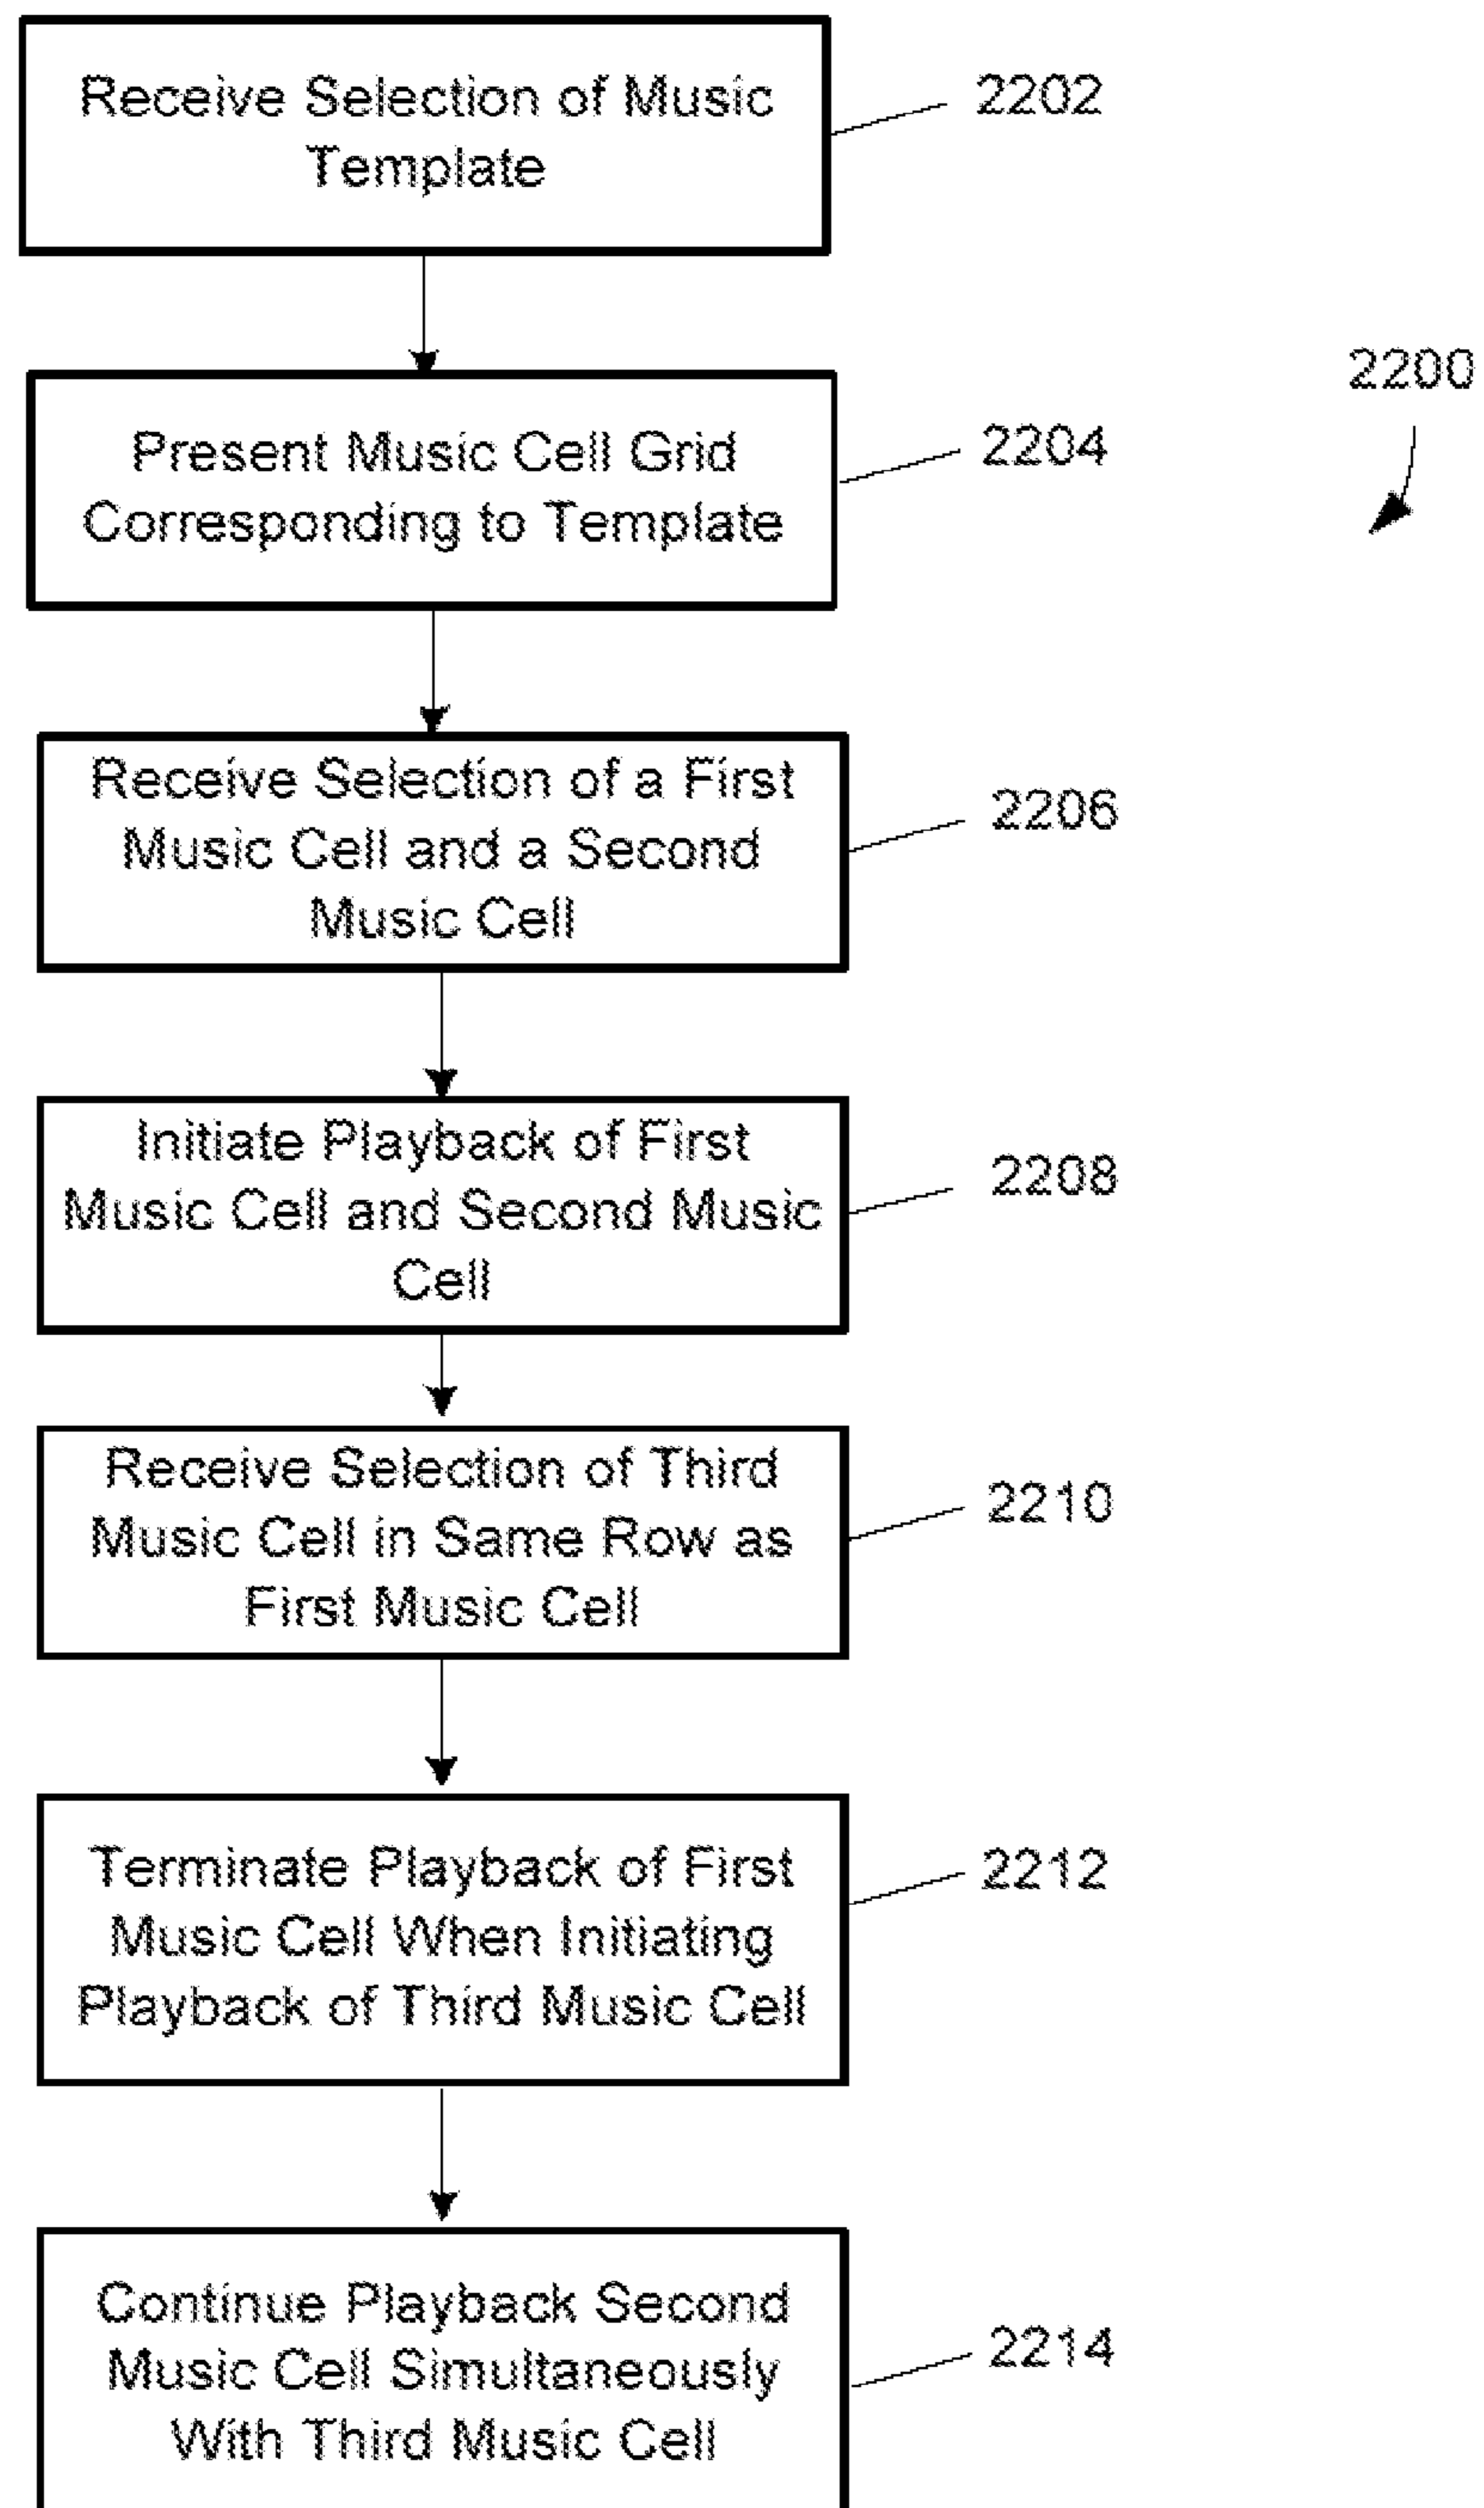 Receive Selection of Music
Template
2202
2200
Present Music Cell Grid
Corresponding to Template
2204
Receive Selection of a First
Music Cell and a Second
Music Cell
2206
Initiate Playback of First
Music Cell and Second Music
Cell
2208
Receive Selection of Third
Music Cell in Same Row as
First Music Cell
2210
Terminate Playback of First
Music Cell When Initiating
Playback of Third Music Cell
2212
Continue Playback Second
Music Cell Simultaneously
With Third Music Cell
2214